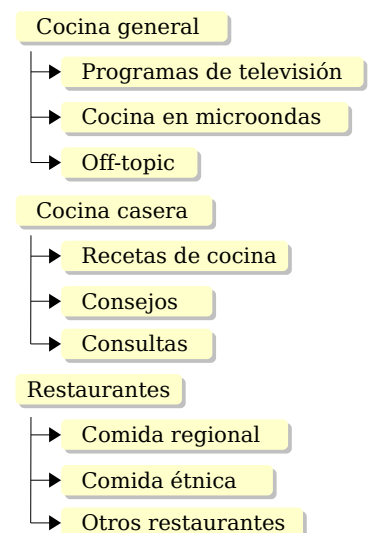 Cocina general
Programas de televisión
Cocina en microondas
Off-topic
Cocina casera
Recetas de cocina
Consejos
Consultas
Restaurantes
Comida regional
Comida étnica
Otros restaurantes